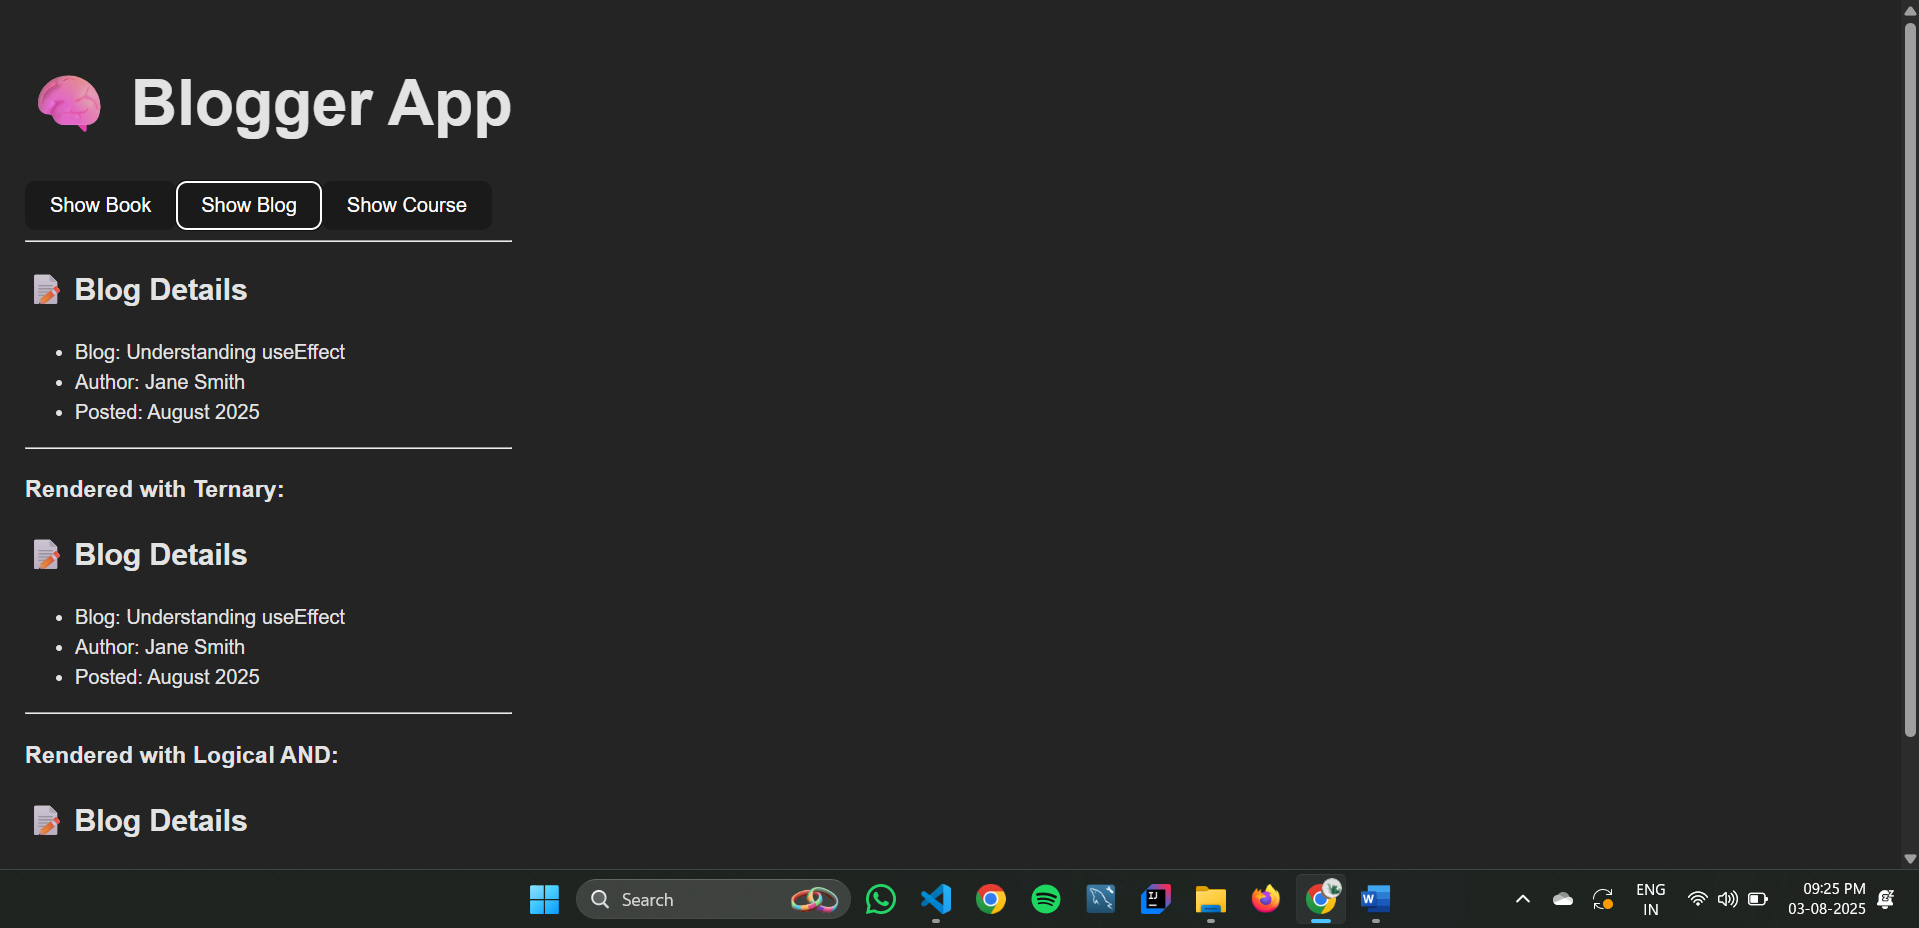 Blogger App
Show Book Show Blog Show Course
Blog Details
Blog: Understanding useEffect
Author: Jane Smith
Posted: August 2025
Rendered with Ternary:
Blog Details
Blog: Understanding useEffect
Author: Jane Smith
Posted: August 2025
Rendered with Logical AND:
Blog Details
Search
IJ
W
ENG
IN
09:25 PM
03-08-2025